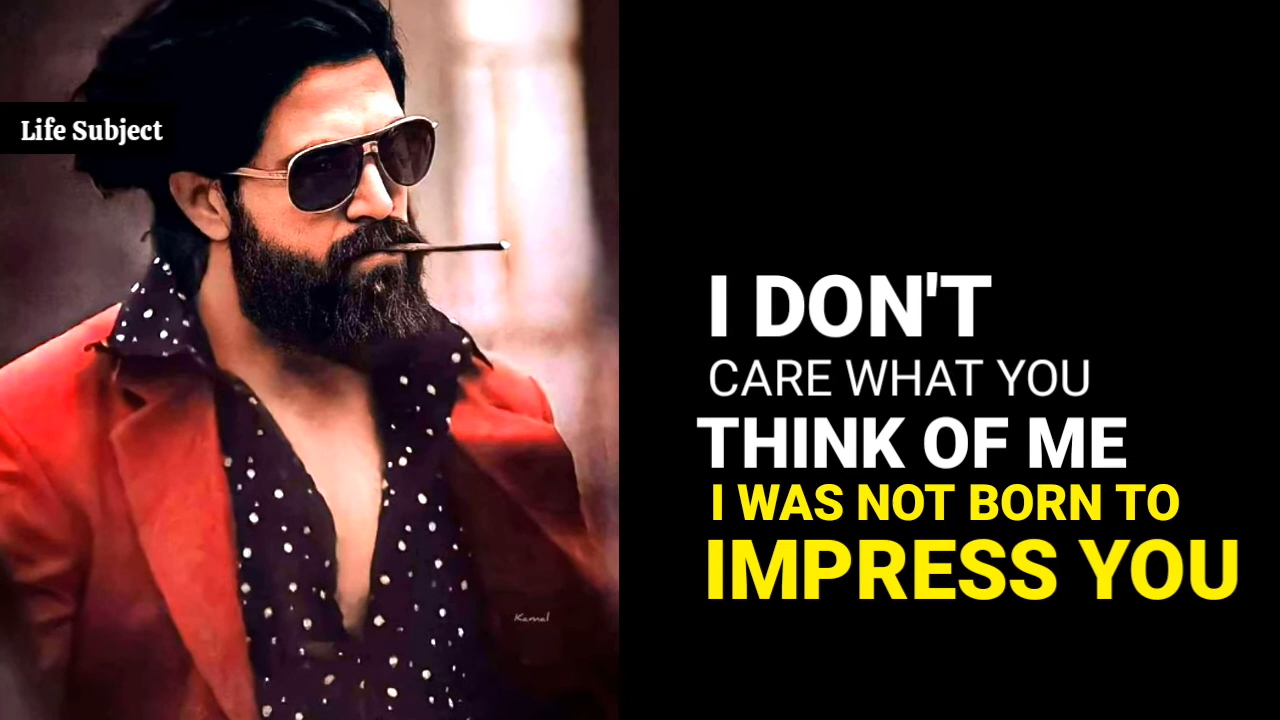 Life Subject
I DON'T
CARE WHAT YOU
THINK OF ME
I WAS NOT BORN TO
IMPRESS YOU
Kamal